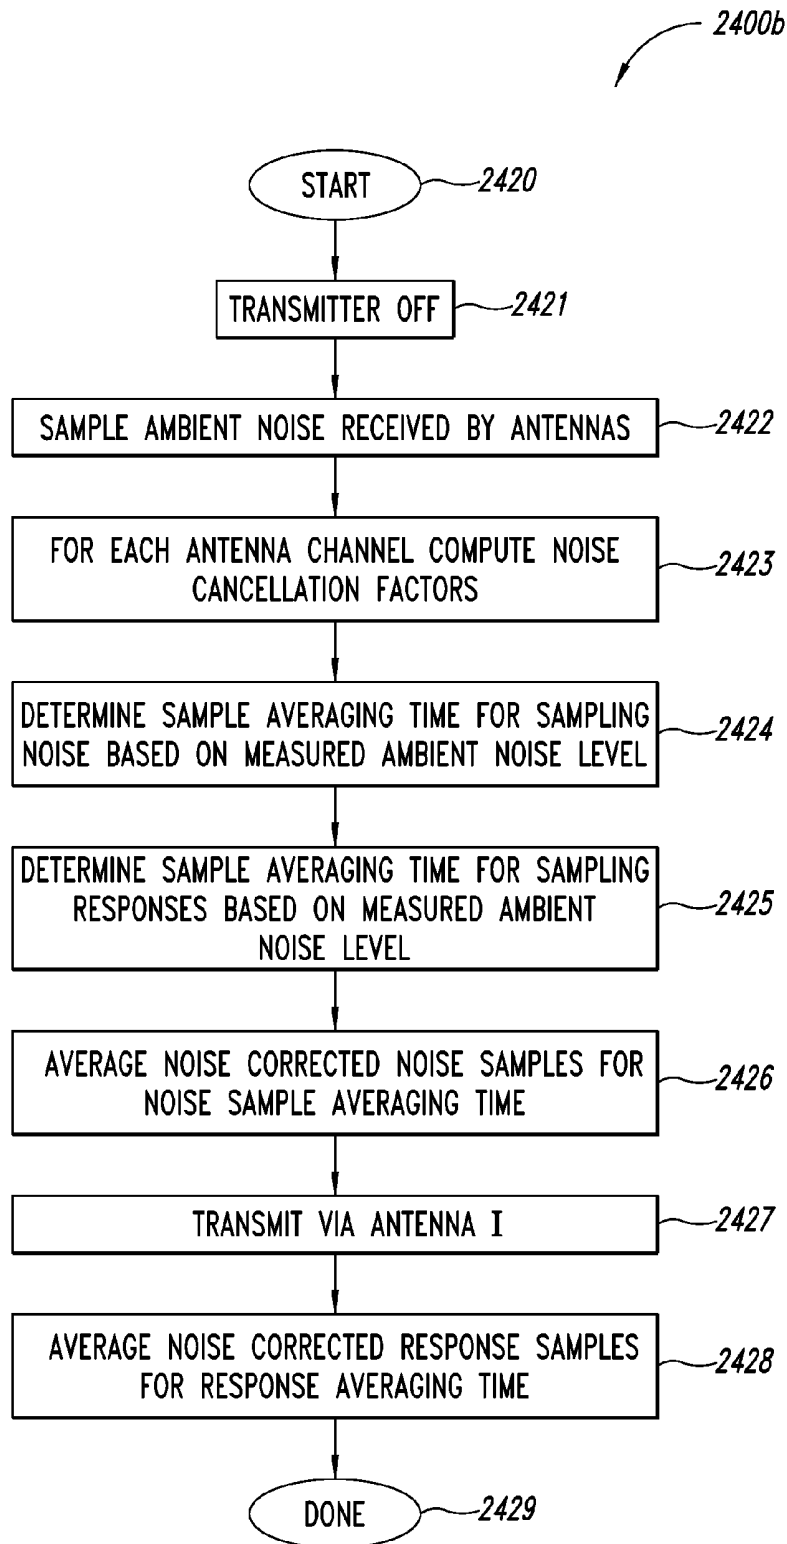 2400b
START
2420
TRANSMITTER OFF
2421
SAMPLE AMBIENT NOISE RECEIVED BY ANTENNAS
2422
FOR EACH ANTENNA CHANNEL COMPUTE NOISE
CANCELLATION FACTORS
2423
DETERMINE SAMPLE AVERAGING TIME FOR SAMPLING
NOISE BASED ON MEASURED AMBIENT NOISE LEVEL
2424
DETERMINE SAMPLE AVERAGING TIME FOR SAMPLING
RESPONSES BASED ON MEASURED AMBIENT
NOISE LEVEL
2425
AVERAGE NOISE CORRECTED NOISE SAMPLES FOR
NOISE SAMPLE AVERAGING TIME
2426
TRANSMIT VIA ANTENNA I
2427
AVERAGE NOISE CORRECTED RESPONSE SAMPLES
FOR RESPONSE AVERAGING TIME
2428
DONE
2429